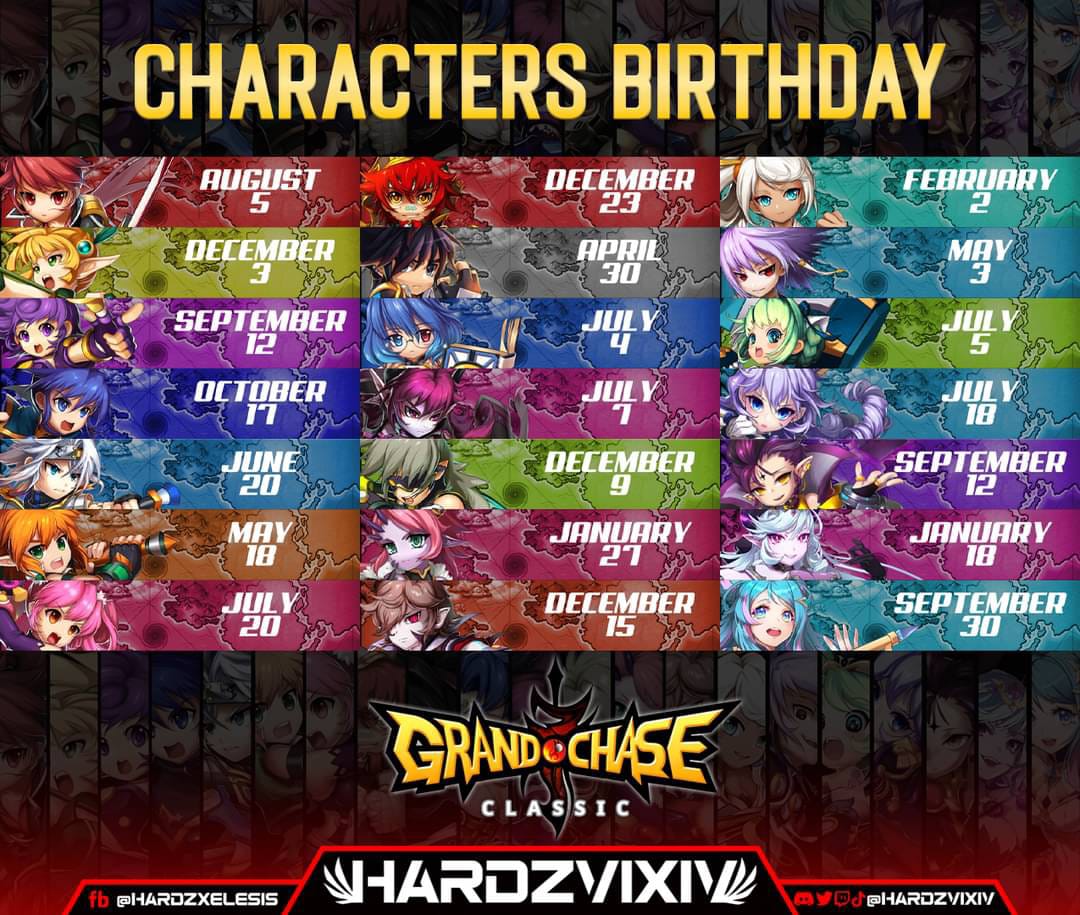 CHARACTERS BIRTHDAY
AUGUST
5
DECEMBER
23
FEBRUARY
2
DECEMBER
3
APRIL
30
MAY
3
SEPTEMBER
12
JULY
4
JULY
5
OCTOBER
17
JULY
7
JULY
18
JUNE
20
DECEMBER
9
SEPTEMBER
12
MAY
18
JANUARY
27
JANUARY
18
JULY
20
DECEMBER
15
SEPTEMBER
30
GRAND CHASE
CLASSIC
HARDZVIXIV
fb @HARDZXELESIS
@HARDZVIXIV